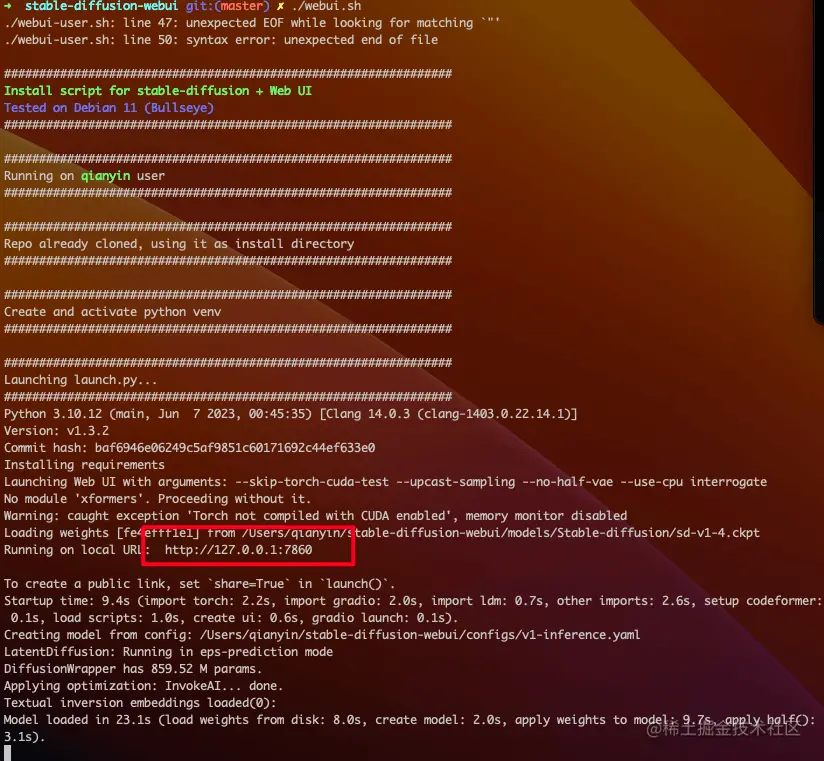 ➜  stable-diffusion-webui git:(master) ✗ ./webui.sh
./webui-user.sh: line 47: unexpected EOF while looking for matching `"'
./webui-user.sh: line 50: syntax error: unexpected end of file
################################################################
Install script for stable-diffusion + Web UI
Tested on Debian 11 (Bullseye)
################################################################
################################################################
Running on qianyin user
################################################################
################################################################
Repo already cloned, using it as install directory
################################################################
################################################################
Create and activate python venv
################################################################
################################################################
Launching launch.py...
################################################################
Python 3.10.12 (main, Jun  7 2023, 00:45:35) [Clang 14.0.3 (clang-1403.0.22.14.1)]
Version: v1.3.2
Commit hash: baf6946e06249c5af9851c60171692c44ef633e0
Installing requirements
Launching Web UI with arguments: --skip-torch-cuda-test --upcast-sampling --no-half-vae --use-cpu interrogate
No module 'xformers'. Proceeding without it.
Warning: caught exception 'Torch not compiled with CUDA enabled', memory monitor disabled
Loading weights [fe4efff1e1] from /Users/qianyin/stable-diffusion-webui/models/Stable-diffusion/sd-v1-4.ckpt
Running on local URL:  http://127.0.0.1:7860
To create a public link, set `share=True` in `launch()`.
Startup time: 9.4s (import torch: 2.2s, import gradio: 2.0s, import ldm: 0.7s, other imports: 2.6s, setup codeformer:
0.1s, load scripts: 1.0s, create ui: 0.6s, gradio launch: 0.1s).
Creating model from config: /Users/qianyin/stable-diffusion-webui/configs/v1-inference.yaml
LatentDiffusion: Running in eps-prediction mode
DiffusionWrapper has 859.52 M params.
Applying optimization: InvokeAI... done.
Textual inversion embeddings loaded(0):
Model loaded in 23.1s (load weights from disk: 8.0s, create model: 2.0s, apply weights to model: 9.7s, apply half():
3.1s).
@稀土掘金技术社区